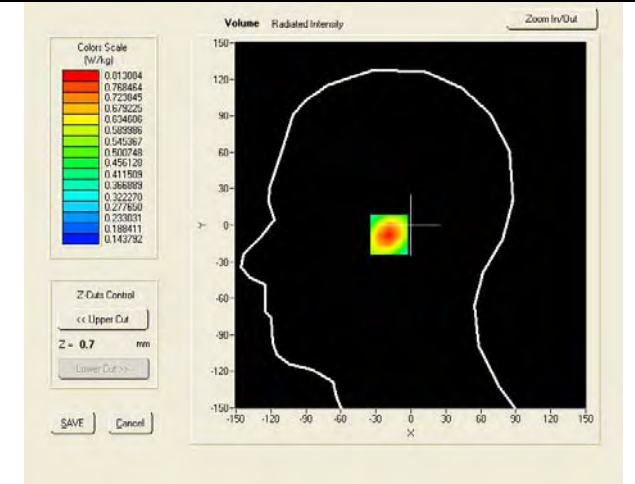 Volume Radiated Intensity
Zoom In/Out
Colors Scale
(W/kg)
0.813084
0.768464
0.723845
0.679225
0.634606
0.589986
0.545367
0.500748
0.456128
0.411509
0.366889
0.322270
0.277650
0.233031
0.188411
0.143792
Z-Cuts Control
<< Upper Cut
Z = 0.7 mm
Lower Cut >>
SAVE Cancel
150
120
90
60
30
0
-30
-60
-90
-120
-150
Y
-150 -120 -90 -60 -30 0 30 60 90 120 150
X